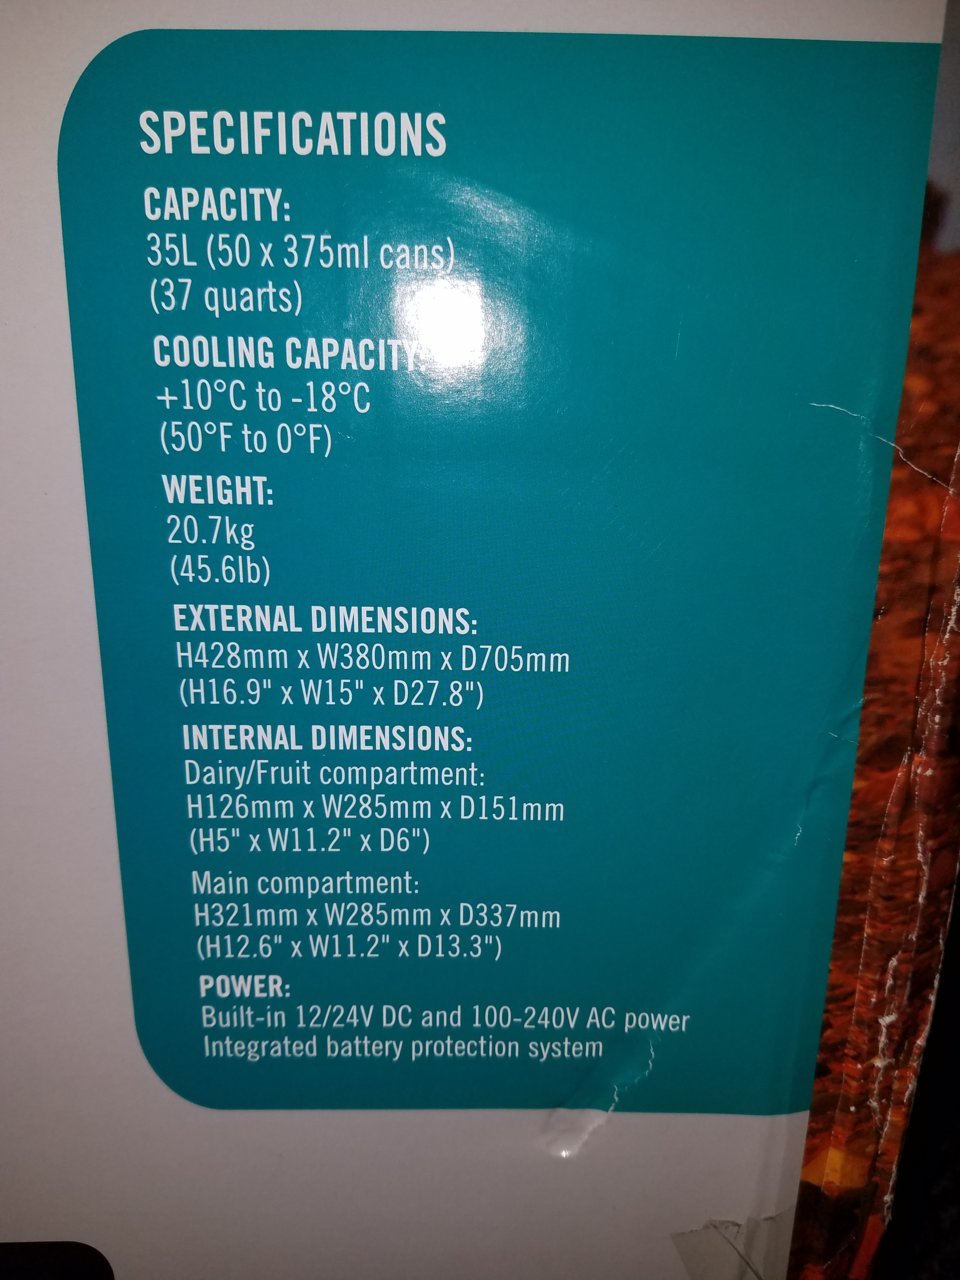 SPECIFICATIONS
CAPACITY:
35L (50 x 375ml cans)
(37 quarts)
COOLING CAPACITY
+10°C to -18°C
(50°F to 0°F)
WEIGHT:
20.7kg
(45.6lb)
EXTERNAL DIMENSIONS:
H428mm x W380mm x D705mm
(H16.9" x W15" x D27.8")
INTERNAL DIMENSIONS:
Dairy/Fruit compartment:
H126mm x W285mm x D151mm
(H5" x W11.2" x D6")
Main compartment:
H321mm x W285mm x D337mm
(H12.6" x W11.2" x D13.3")
POWER:
Built-in 12/24V DC and 100-240V AC power
Integrated battery protection system